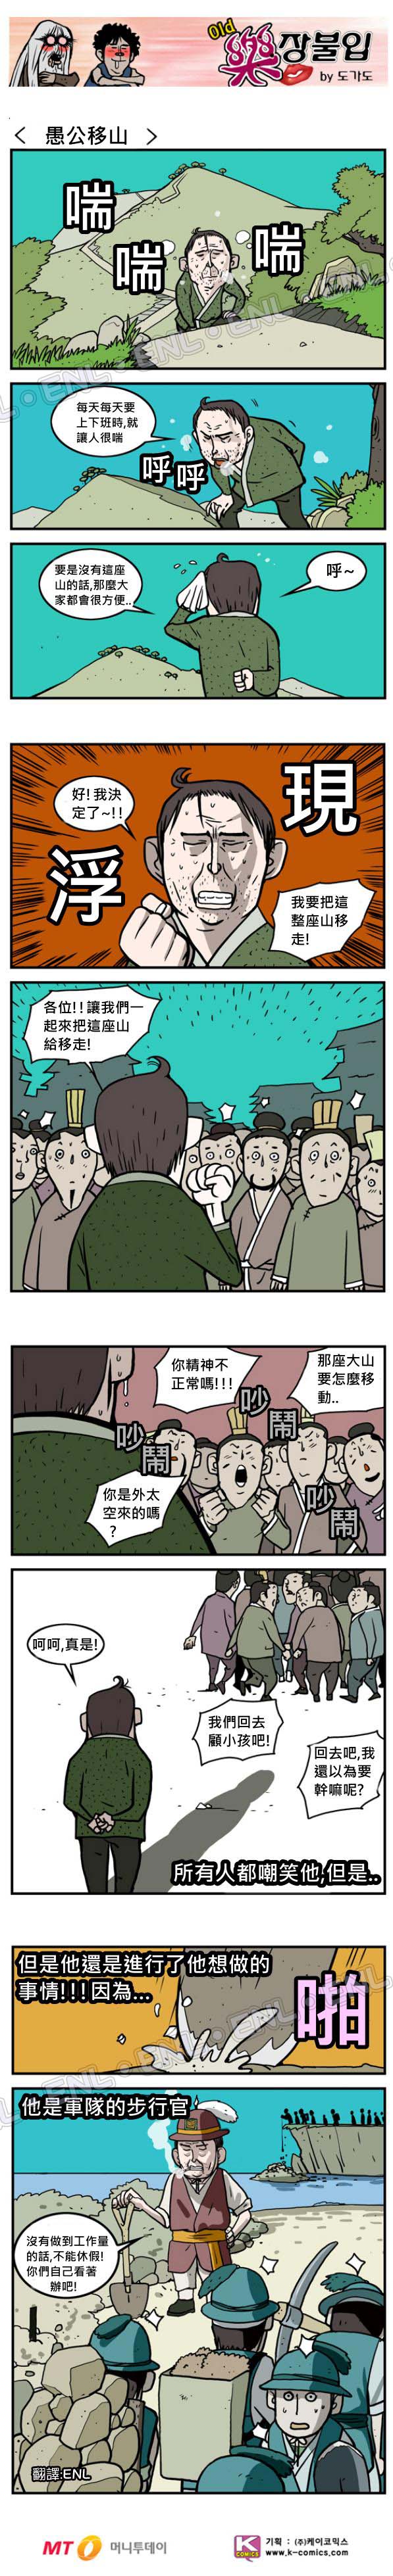 Old
樂장불입
by 도가도
< 愚公移山 >
喘
喘
喘
每天每天要
上下班時,就
讓人很喘
呼呼
要是沒有這座
山的話,那麼大
家都會很方便..
呼~
好! 我決
定了~!!
浮
現
我要把這
整座山移
走!
各位!!讓我們一
起來把這座山
給移走!
你精神不
正常嗎!!!
那座大山
要怎麼移
動..
吵
鬧
吵
鬧
吵
鬧
你是外太
空來的嗎
?
呵呵,真是!
我們回去
顧小孩吧!
回去吧,我
還以為要
幹嘛呢?
所有人都嘲笑他,但是..
但是他還是進行了他想做的
事情!!!因為...
啪
他是軍隊的步行官
沒有做到工作量
的話,不能休假!
你們自己看著
辦吧!
翻譯:ENL
ENL ENL ENL ENL
ENL ENL ENL ENL
MT 머니투데이
K COMICS
기획 : (주)케이코믹스
www.k-comics.com